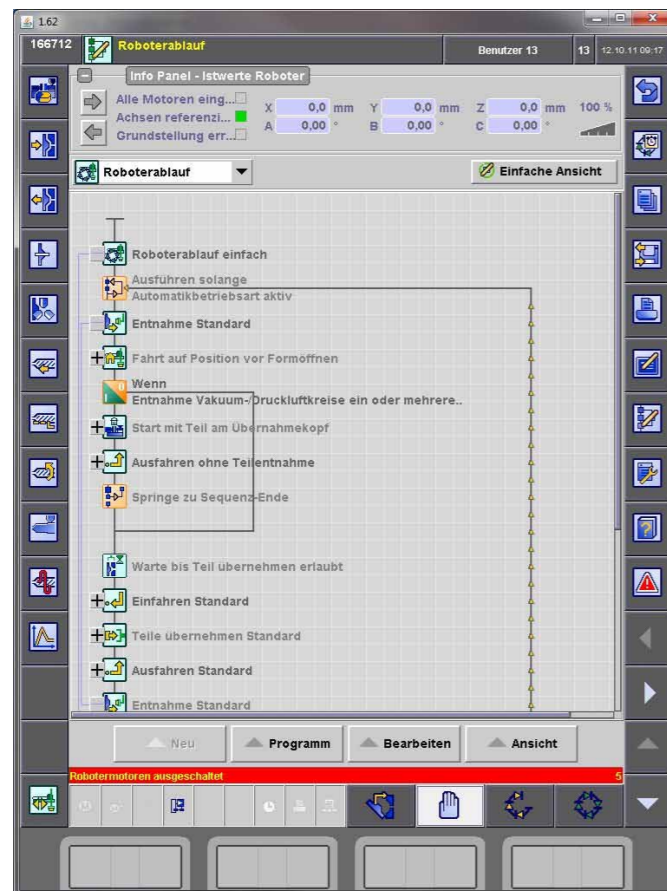 1.62
166712 Roboterablauf Benutzer 13 13 12.10.11 09:17
Info Panel - Istwerte Roboter
Alle Motoren eing...
Achsen referenzi...
Grundstellung err...
X 0,0 mm Y 0,0 mm Z 0,0 mm 100 %
A 0,00 ° B 0,00 ° C 0,00 °
Roboterablauf Einfache Ansicht
Roboterablauf einfach
Ausführen solange
Automatikbetriebsart aktiv
Entnahme Standard
Fahrt auf Position vor Formöffnen
Wenn
Entnahme Vakuum-/Druckluftkreise ein oder mehrere..
Start mit Teil am Übernahmekopf
Ausfahren ohne Teilentnahme
Springe zu Sequenz-Ende
Warte bis Teil übernehmen erlaubt
Einfahren Standard
Teile übernehmen Standard
Ausfahren Standard
Entnahme Standard
Neu Programm Bearbeiten Ansicht
Robotermotoren ausgeschaltet 5